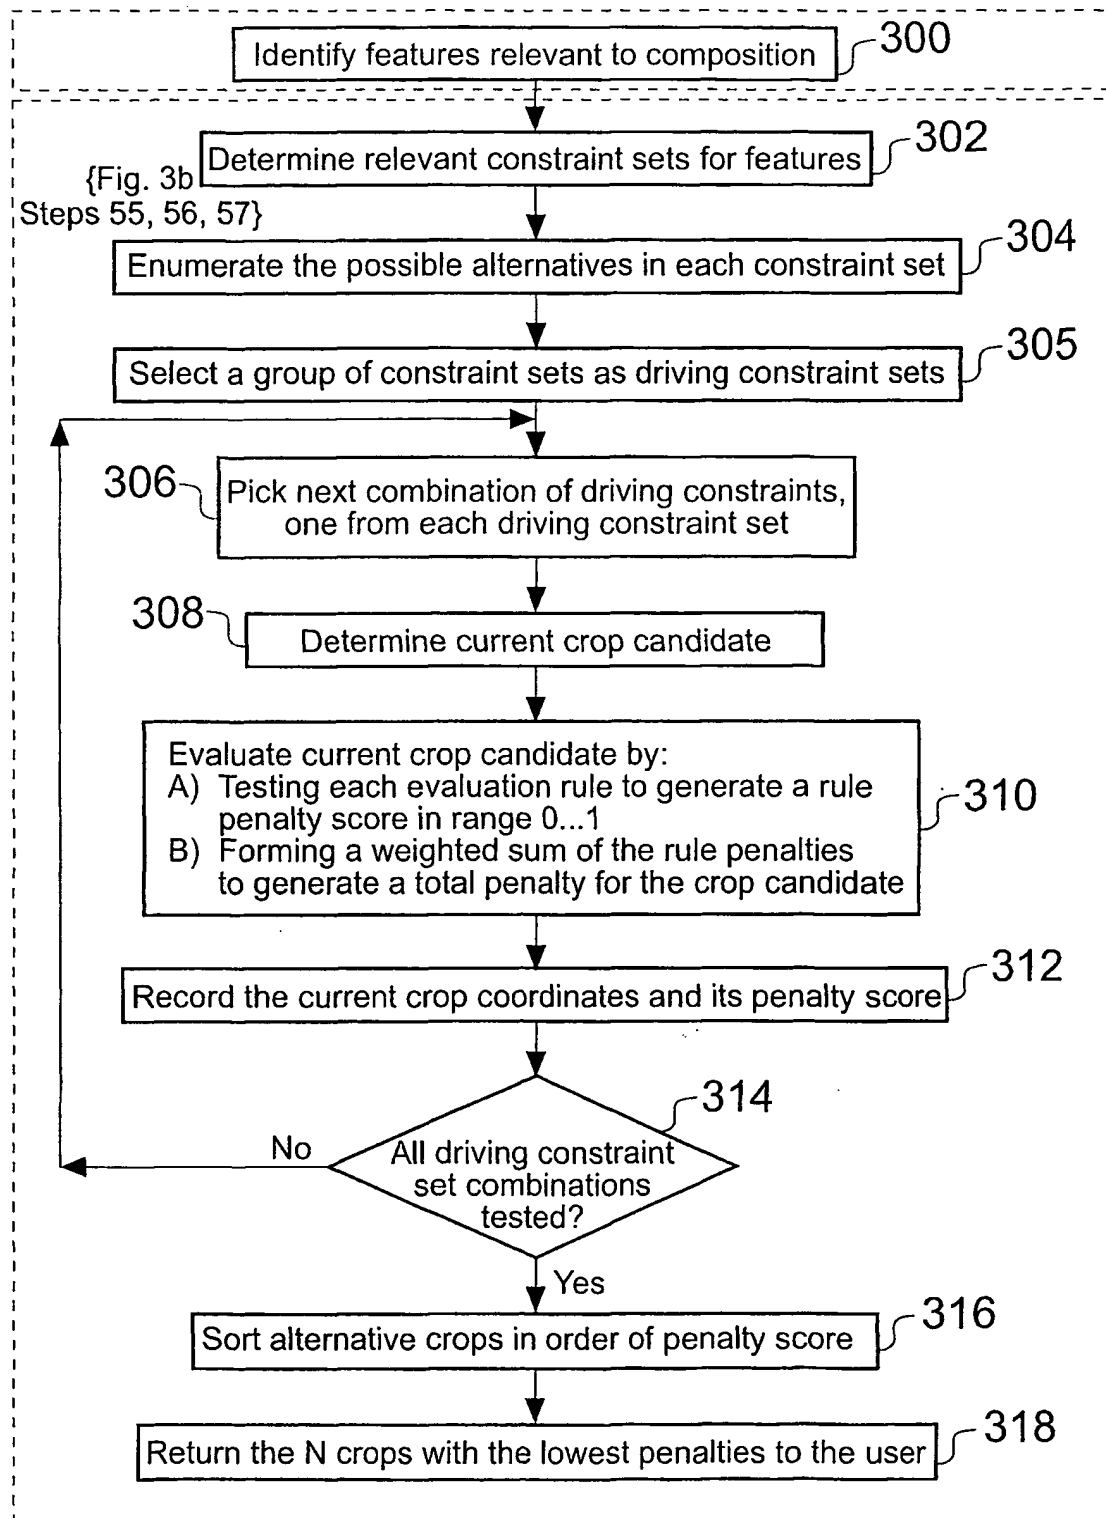 Identify features relevant to composition
300
Determine relevant constraint sets for features
302
{Fig. 3b
Steps 55, 56, 57}
Enumerate the possible alternatives in each constraint set
304
Select a group of constraint sets as driving constraint sets
305
306
Pick next combination of driving constraints,
one from each driving constraint set
308
Determine current crop candidate
Evaluate current crop candidate by:
A) Testing each evaluation rule to generate a rule
penalty score in range 0...1
B) Forming a weighted sum of the rule penalties
to generate a total penalty for the crop candidate
310
Record the current crop coordinates and its penalty score
312
314
No
All driving constraint
set combinations
tested?
Yes
Sort alternative crops in order of penalty score
316
Return the N crops with the lowest penalties to the user
318